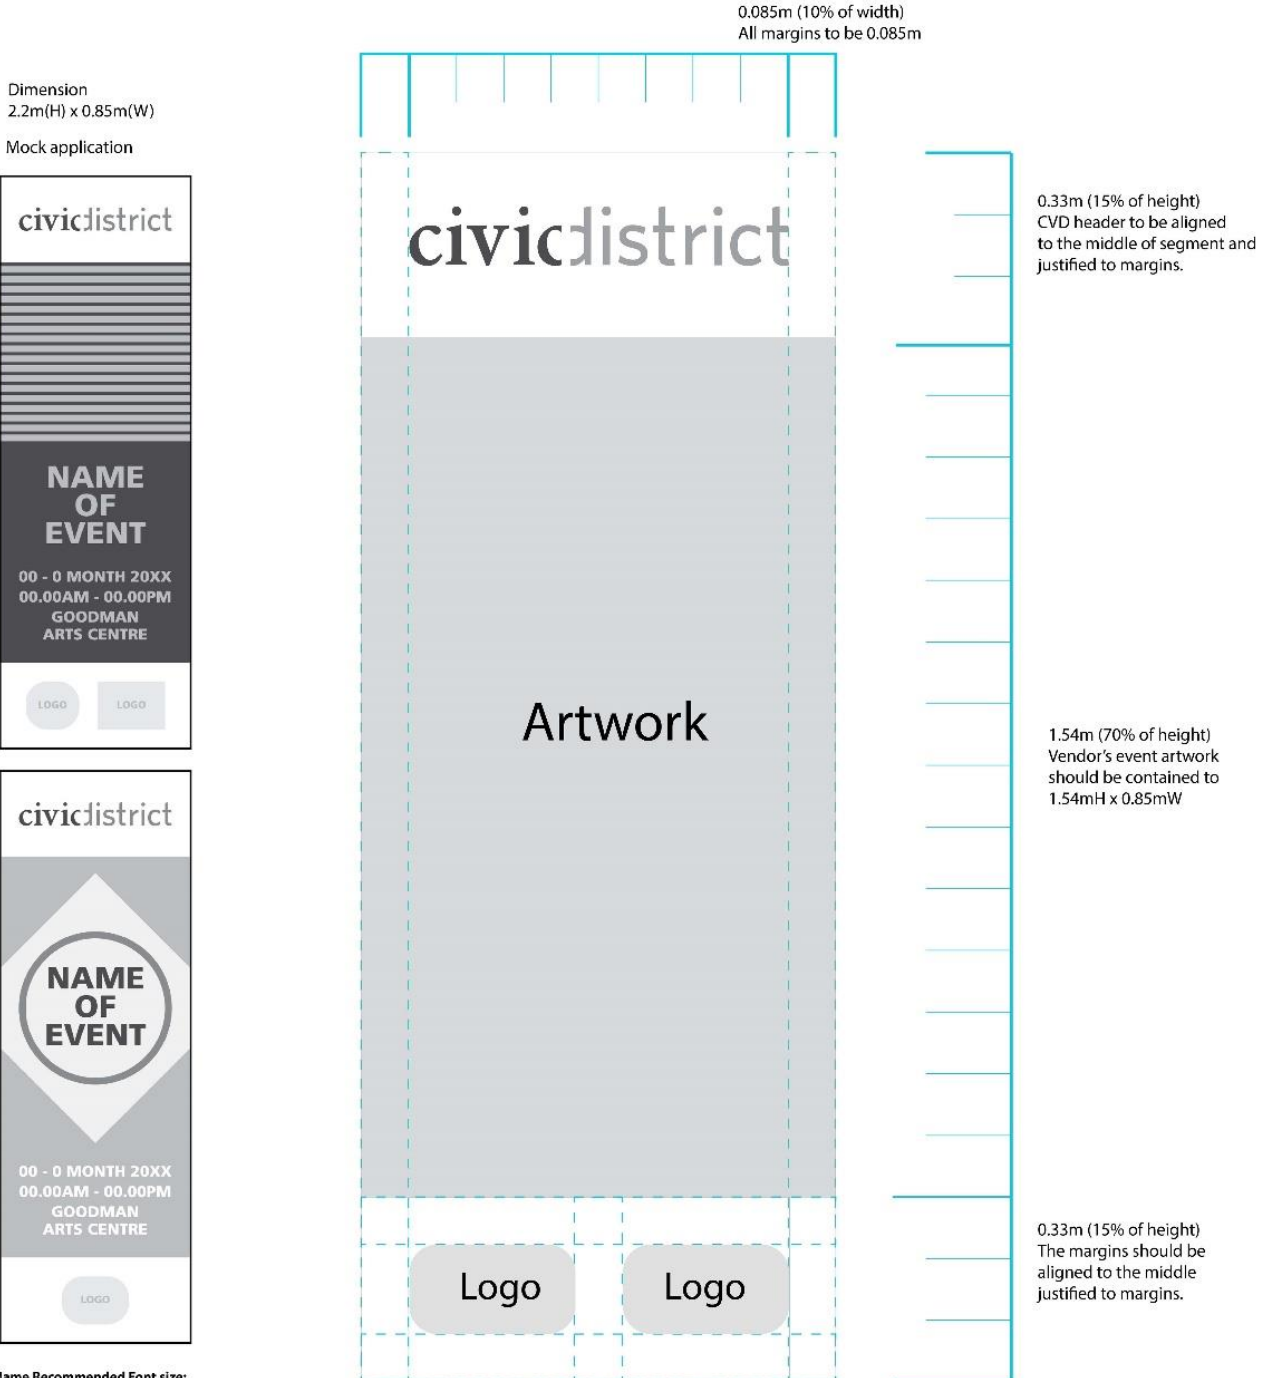 0.085m (10% of width)
All margins to be 0.085m
Dimension
2.2m(H) x 0.85m(W)
Mock application
civicdistrict
NAME
OF
EVENT
00 - 0 MONTH 20XX
00.00AM - 00.00PM
GOODMAN
ARTS CENTRE
LOGO
LOGO
civicdistrict
NAME
OF
EVENT
00 - 0 MONTH 20XX
00.00AM - 00.00PM
GOODMAN
ARTS CENTRE
LOGO
civicdistrict
Artwork
Logo
Logo
0.33m (15% of height)
CVD header to be aligned
to the middle of segment and
justified to margins.
1.54m (70% of height)
Vendor's event artwork
should be contained to
1.54mH x 0.85mW
0.33m (15% of height)
The margins should be
aligned to the middle
justified to margins.
Recommended Font size: